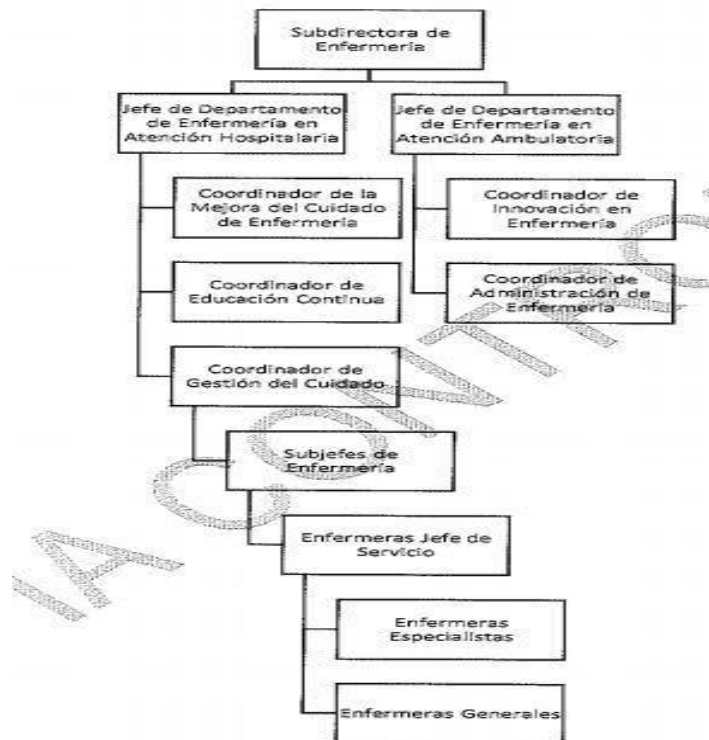 Subdirectora de
Enfermería
Jefe de Departamento
de Enfermería en
Atención Hospitalaria
Jefe de Departamento
de Enfermería en
Atención Ambulatoria
Coordinador de la
Mejora del Cuidado
de Enfermería
Coordinador de
Innovación en
Enfermería
Coordinador de
Educación Continua
Coordinador de
Administración de
Enfermería
Coordinador de
Gestión del Cuidado
Subjefes de
Enfermería
Enfermeras Jefe de
Servicio
Enfermeras
Especialistas
Enfermeras Generales